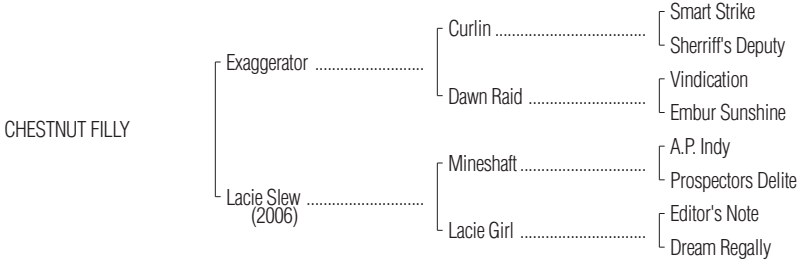 Smart Strike
Curlin ....................................
Sherriff's Deputy
Exaggerator ..........................
Vindication
Dawn Raid ............................
Embur Sunshine
CHESTNUT FILLY
A.P. Indy
Mineshaft ..............................
Prospectors Delite
Lacie Slew ............................
(2006)
Editor's Note
Lacie Girl ..............................
Dream Regally